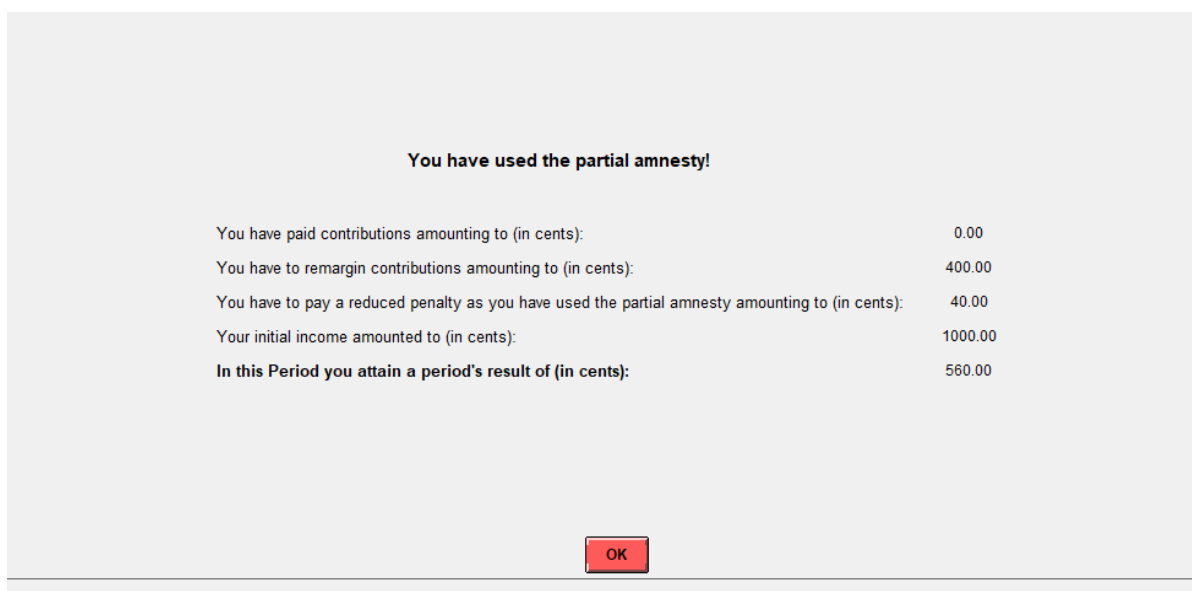 You have used the partial amnesty!
You have paid contributions amounting to (in cents): 0.00
You have to remargin contributions amounting to (in cents): 400.00
You have to pay a reduced penalty as you have used the partial amnesty amounting to (in cents): 40.00
Your initial income amounted to (in cents): 1000.00
In this Period you attain a period's result of (in cents): 560.00
OK